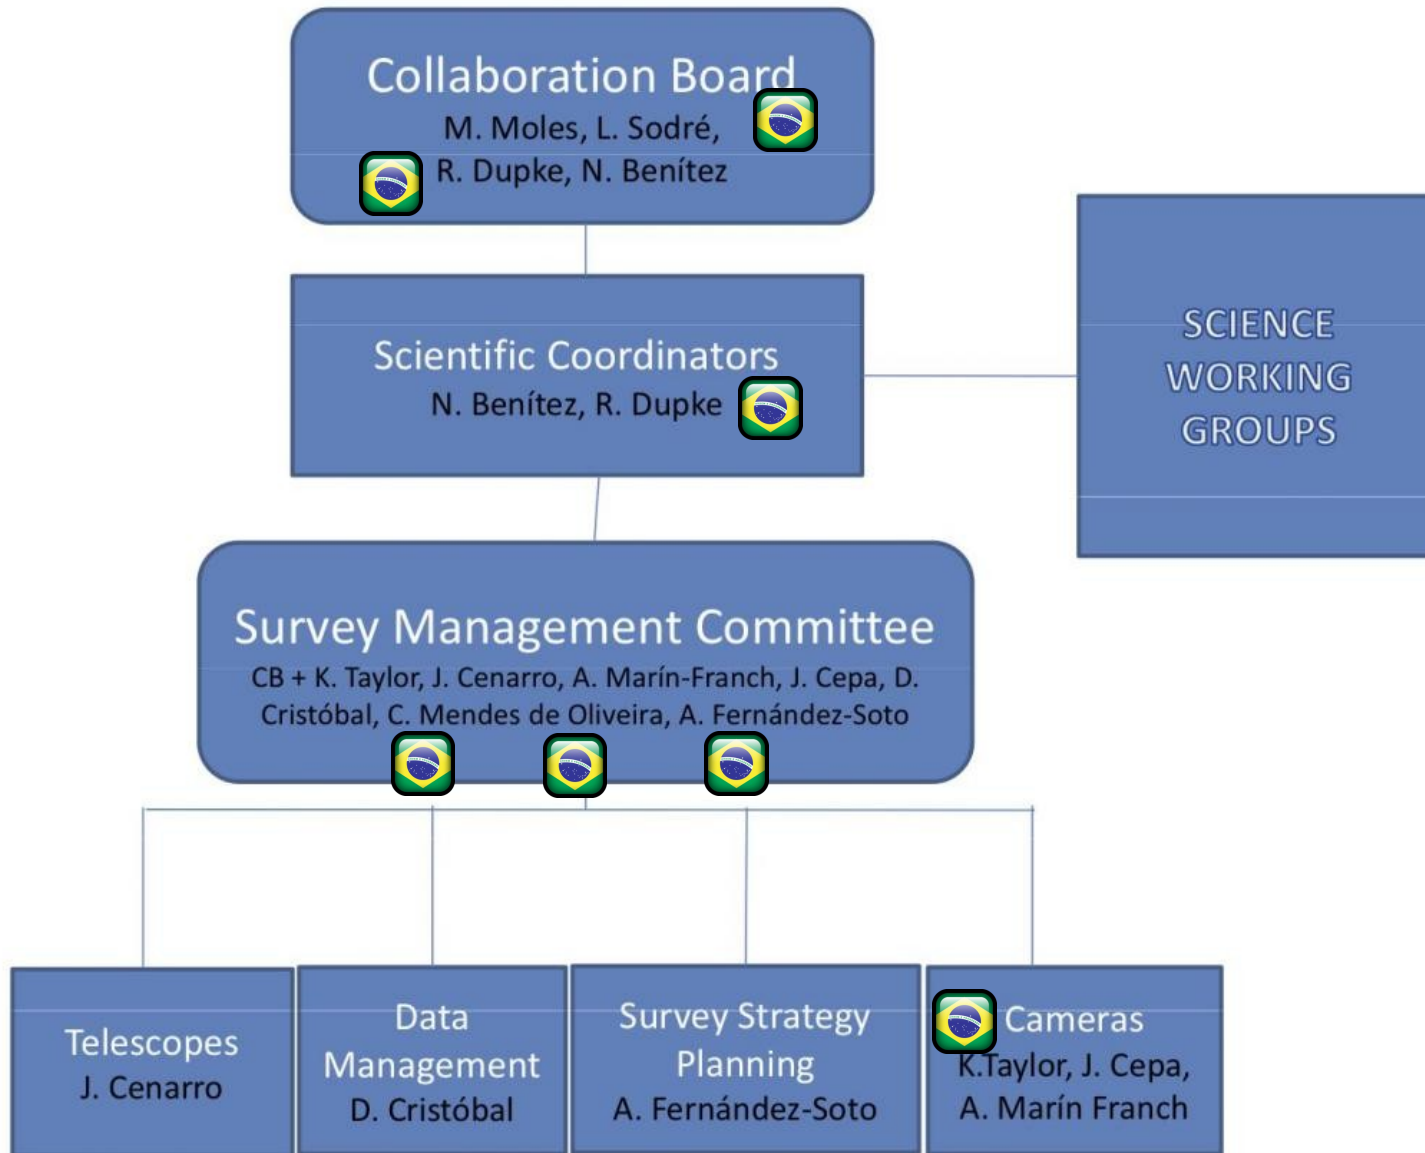 Collaboration Board
M. Moles, L. Sodré,
R. Dupke, N. Benítez
Scientific Coordinators
N. Benítez, R. Dupke
SCIENCE
WORKING
GROUPS
Survey Management Committee
CB + K. Taylor, J. Cenarro, A. Marín-Franch, J. Cepa, D.
Cristóbal, C. Mendes de Oliveira, A. Fernández-Soto
Telescopes
J. Cenarro
Data
Management
D. Cristóbal
Survey Strategy
Planning
A. Fernández-Soto
Cameras
K.Taylor, J. Cepa,
A. Marín Franch